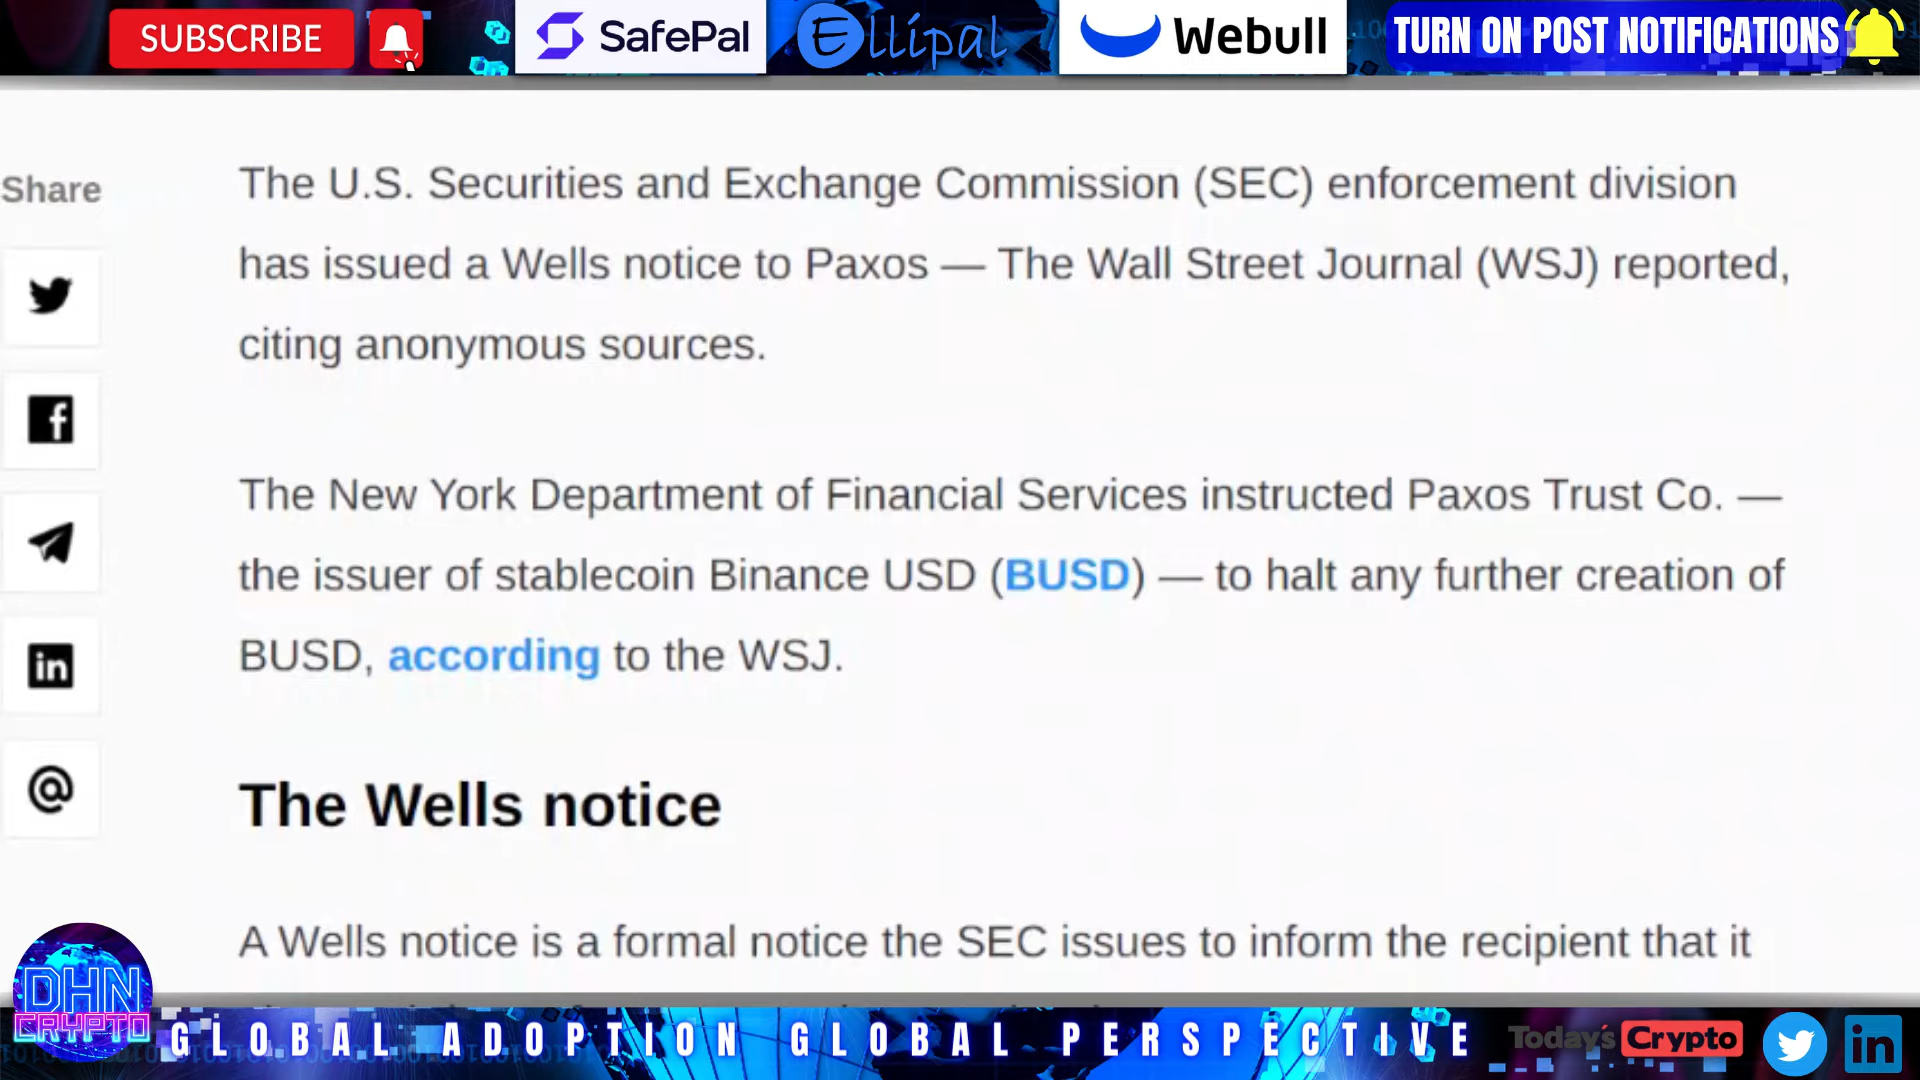 SUBSCRIBE
SafePal
Ellipal
Webull
TURN ON POST NOTIFICATIONS
Share
The U.S. Securities and Exchange Commission (SEC) enforcement division
has issued a Wells notice to Paxos — The Wall Street Journal (WSJ) reported,
citing anonymous sources.
The New York Department of Financial Services instructed Paxos Trust Co. —
the issuer of stablecoin Binance USD (BUSD) — to halt any further creation of
BUSD, according to the WSJ.
The Wells notice
A Wells notice is a formal notice the SEC issues to inform the recipient that it
DHN
CRYPTO
GLOBAL ADOPTION GLOBAL PERSPECTIVE
Today's Crypto